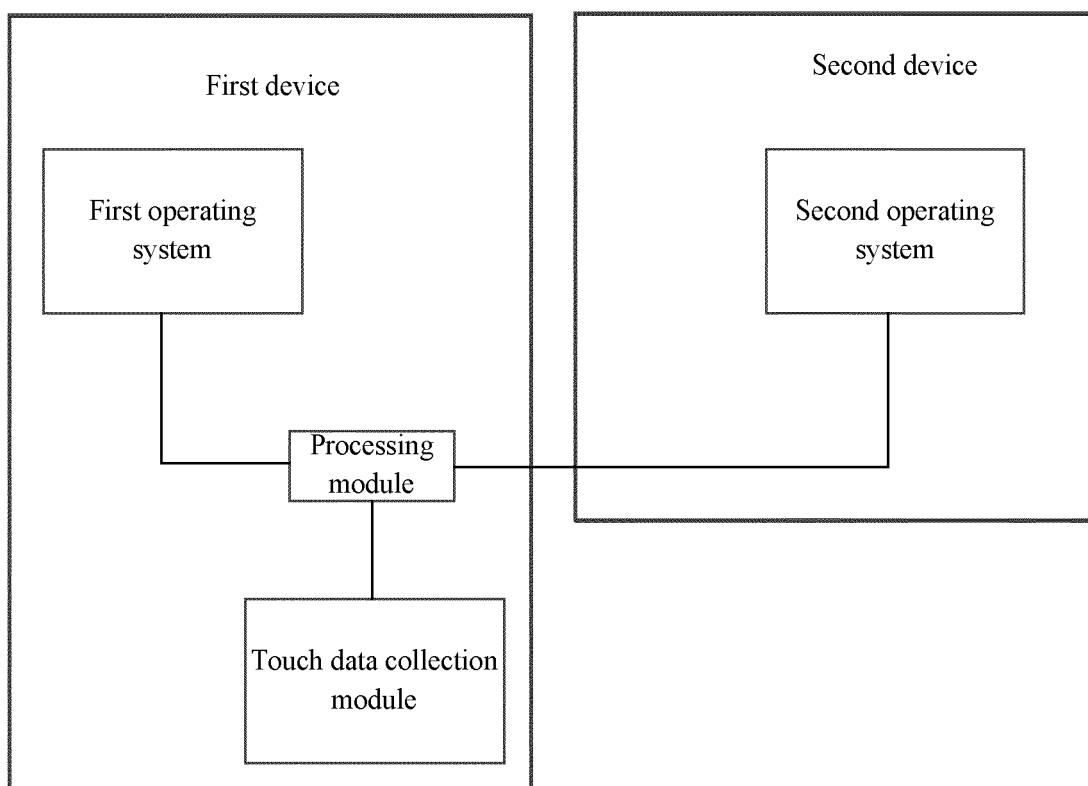 First device
Second device
First operating
system
Second operating
system
Processing
module
Touch data collection
module